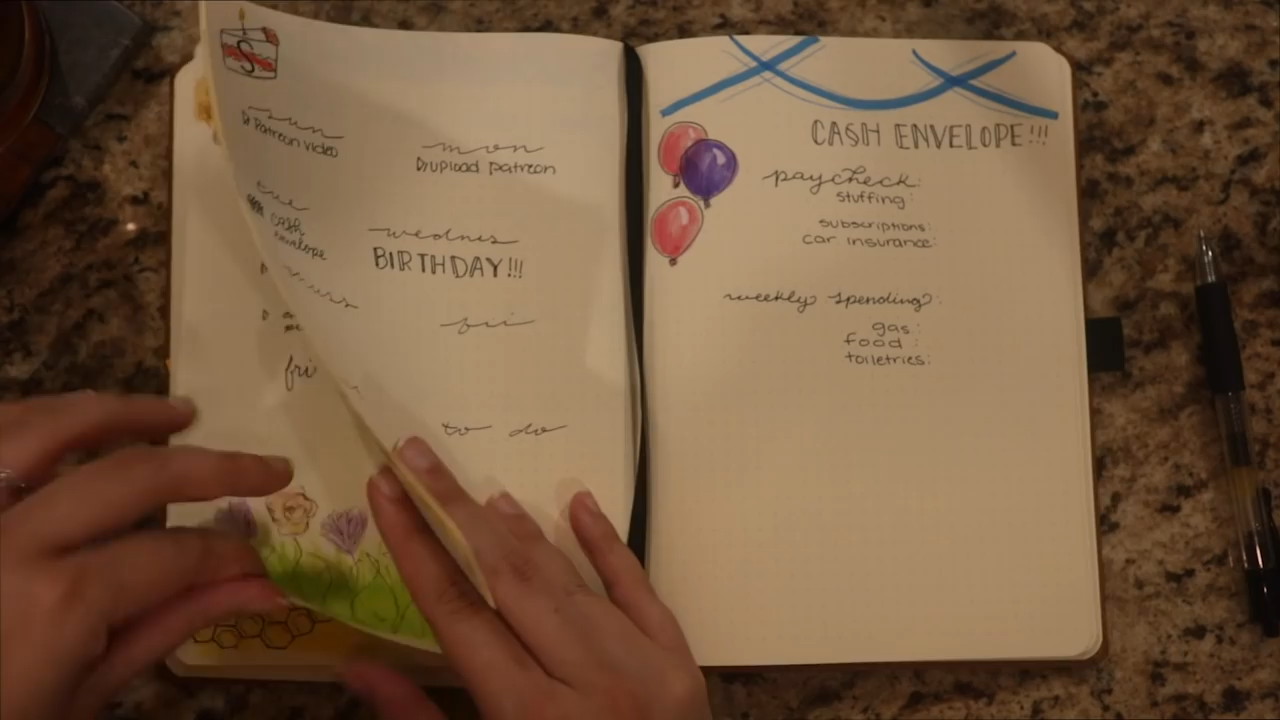 S
sun
Patreon video
mon
upload patreon
tue
cash
envelope
wednes
BIRTHDAY!!!
thurs
fri
to do
fri
CASH ENVELOPE!!!
paycheck:
stuffing:
subscriptions:
car insurance:
weekly spending:
gas:
food :
toiletries: